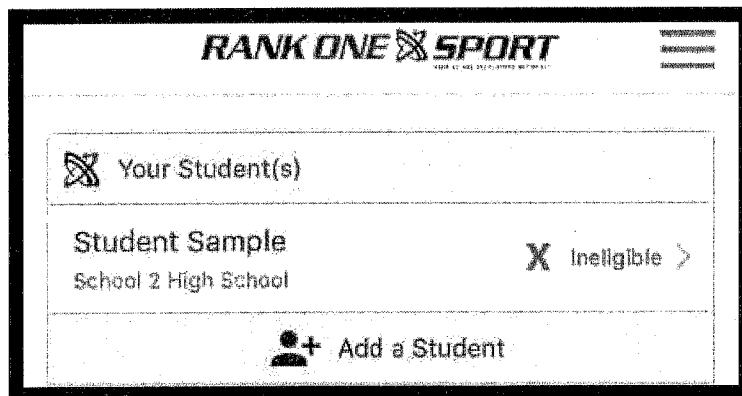 RANK ONE SPORT
Your Student(s)
Student Sample
School 2 High School
X Ineligible >
Add a Student